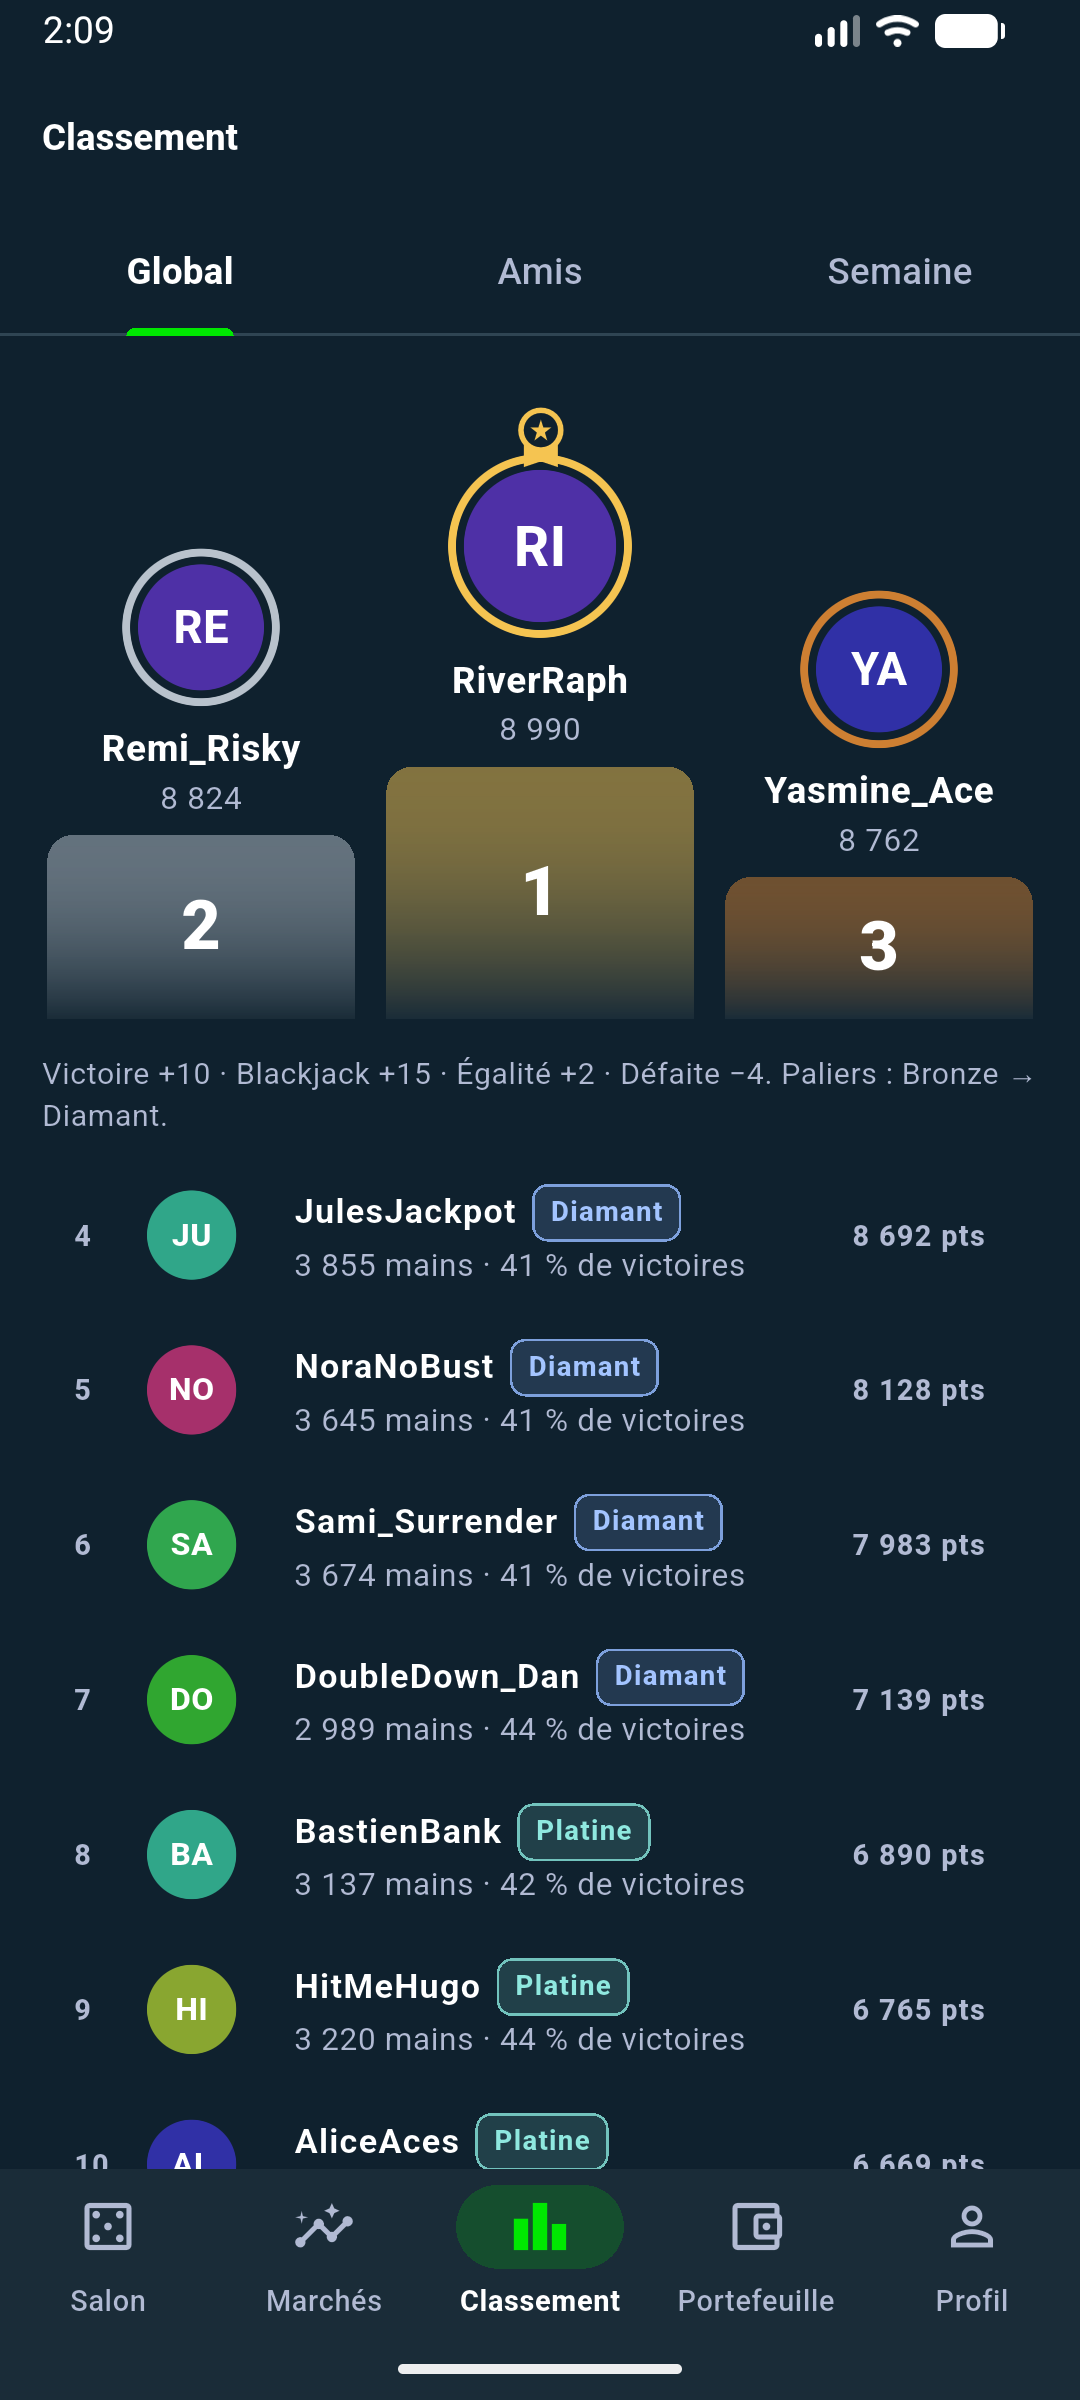 2:09
Classement
Global
Amis
Semaine
RI
RiverRaph
8 990
RE
Remi_Risky
8 824
YA
Yasmine_Ace
8 762
2
1
3
Victoire +10 · Blackjack +15 · Égalité +2 · Défaite −4. Paliers : Bronze →
Diamant.
4
JU
JulesJackpot Diamant
3 855 mains · 41 % de victoires
8 692 pts
5
NO
NoraNoBust Diamant
3 645 mains · 41 % de victoires
8 128 pts
6
SA
Sami_Surrender Diamant
3 674 mains · 41 % de victoires
7 983 pts
7
DO
DoubleDown_Dan Diamant
2 989 mains · 44 % de victoires
7 139 pts
8
BA
BastienBank Platine
3 137 mains · 42 % de victoires
6 890 pts
9
HI
HitMeHugo Platine
3 220 mains · 44 % de victoires
6 765 pts
10
AL
AliceAces Platine
6 669 pts
Salon
Marchés
Classement
Portefeuille
Profil